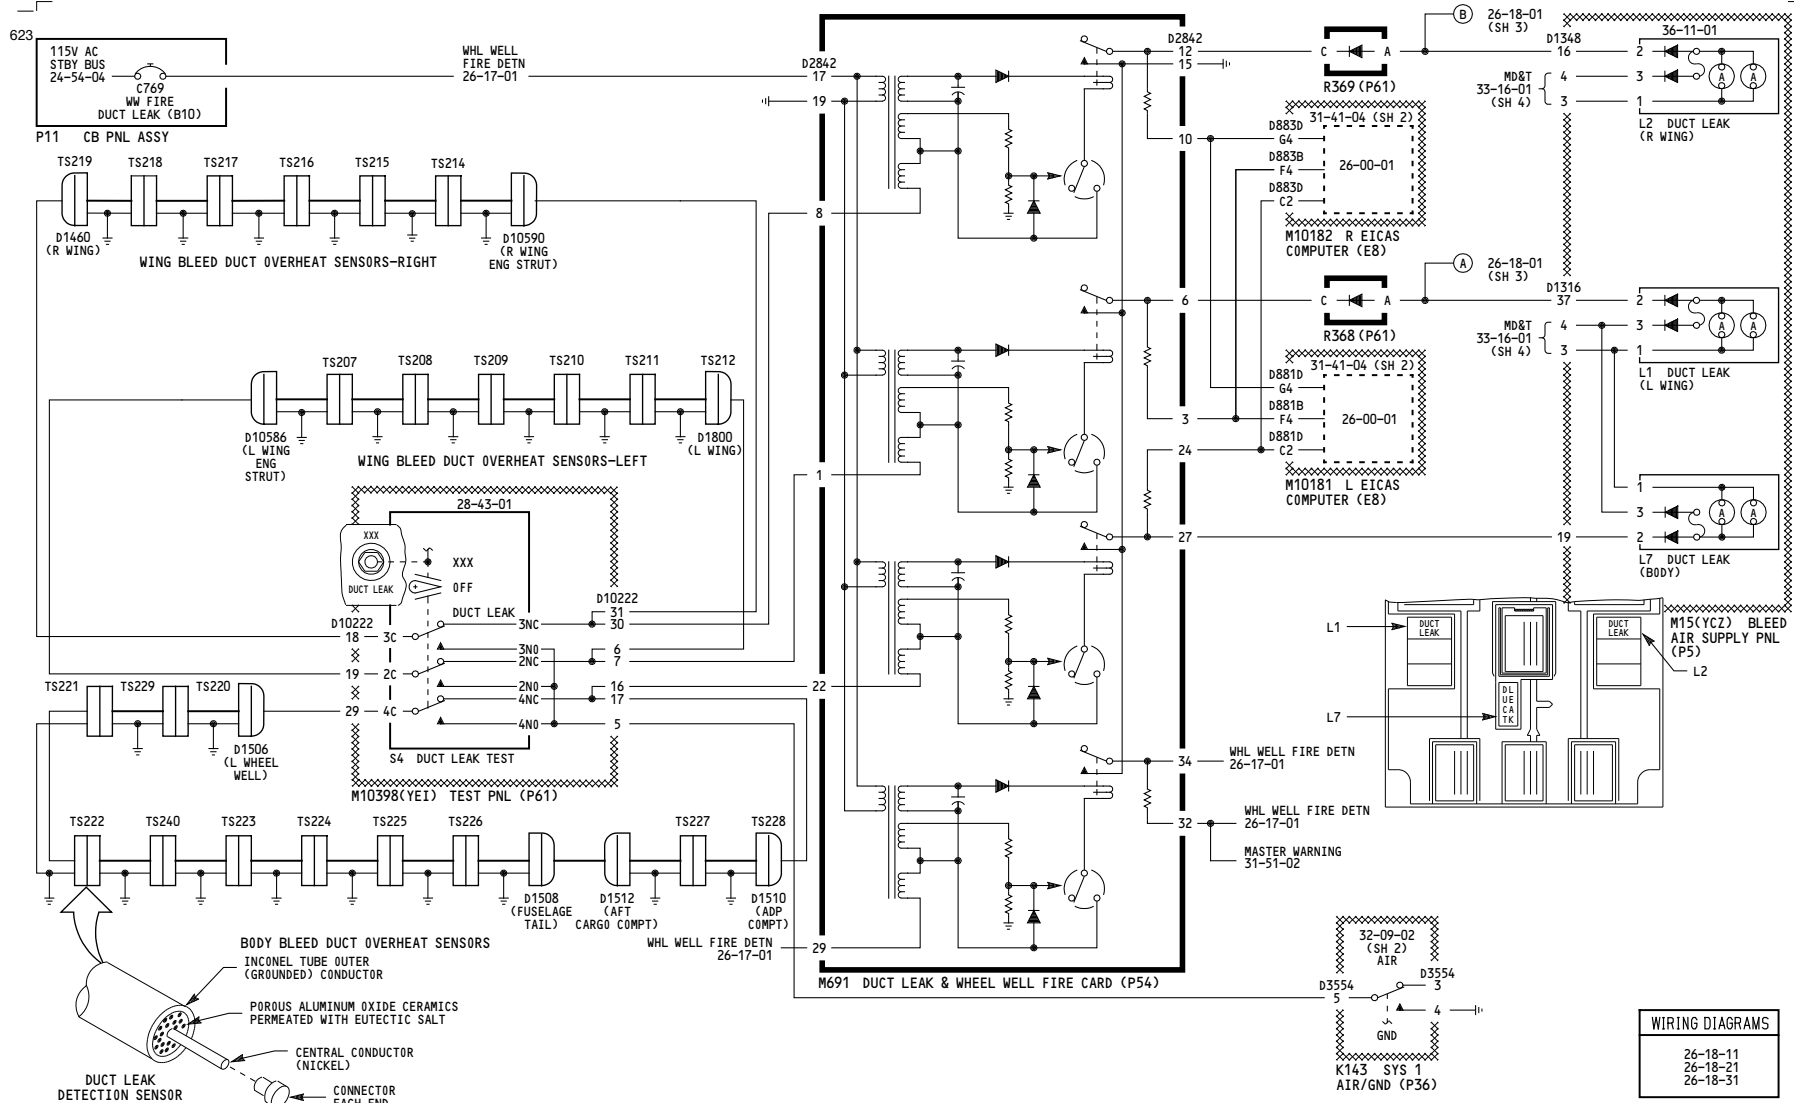 623
115V AC
STBY BUS
24-54-04
C769
WW FIRE
DUCT LEAK (B10)
P11 CB PNL ASSY
WHL WELL
FIRE DETN
26-17-01
TS219 TS218 TS217 TS216 TS215 TS214
D1460
(R WING)
D10590
(R WING
ENG STRUT)
WING BLEED DUCT OVERHEAT SENSORS-RIGHT
TS207 TS208 TS209 TS210 TS211 TS212
D10586
(L WING
ENG
STRUT)
D1800
(L WING)
WING BLEED DUCT OVERHEAT SENSORS-LEFT
28-43-01
XXX
DUCT LEAK
XXX
OFF
DUCT LEAK
D10222
18 3C
19 2C
29 4C
3NC
3NO
2NC
2NO
4NC
4NO
D10222
31
30
6
7
16
17
5
S4 DUCT LEAK TEST
M10398(YEI) TEST PNL (P61)
TS221 TS229 TS220
D1506
(L WHEEL
WELL)
TS222 TS240 TS223 TS224 TS225 TS226 TS227 TS228
D1508
(FUSELAGE
TAIL)
D1512
(AFT
CARGO COMPT)
D1510
(ADP
COMPT)
BODY BLEED DUCT OVERHEAT SENSORS
INCONEL TUBE OUTER
(GROUNDED) CONDUCTOR
POROUS ALUMINUM OXIDE CERAMICS
PERMEATED WITH EUTECTIC SALT
CENTRAL CONDUCTOR
(NICKEL)
CONNECTOR
EACH END
DUCT LEAK
DETECTION SENSOR
D2842
17
19
8
1
22
WHL WELL FIRE DETN
26-17-01
29
M691 DUCT LEAK & WHEEL WELL FIRE CARD (P54)
D2842
12
15
10
6
3
24
27
34
32
C A
R369 (P61)
B
26-18-01
(SH 3)
31-41-04 (SH 2)
D883D
G4
D883B
F4
D883D
C2
26-00-01
M10182 R EICAS
COMPUTER (E8)
A
26-18-01
(SH 3)
C A
R368 (P61)
31-41-04 (SH 2)
D881D
G4
D881B
F4
D881D
C2
26-00-01
M10181 L EICAS
COMPUTER (E8)
WHL WELL FIRE DETN
26-17-01
WHL WELL FIRE DETN
26-17-01
MASTER WARNING
31-51-02
D1348
16
MD&T
33-16-01
(SH 4)
4
3
36-11-01
2
3
1
A A
L2 DUCT LEAK
(R WING)
D1316
37
MD&T
33-16-01
(SH 4)
4
3
2
3
1
A A
L1 DUCT LEAK
(L WING)
19
1
3
2
A A
L7 DUCT LEAK
(BODY)
M15(YCZ) BLEED
AIR SUPPLY PNL
(P5)
L1
DUCT
LEAK
DUCT
LEAK
L2
L7
DL
UE
CA
TK
32-09-02
(SH 2)
AIR
D3554
5
D3554
3
4
GND
K143 SYS 1
AIR/GND (P36)
WIRING DIAGRAMS
26-18-11
26-18-21
26-18-31